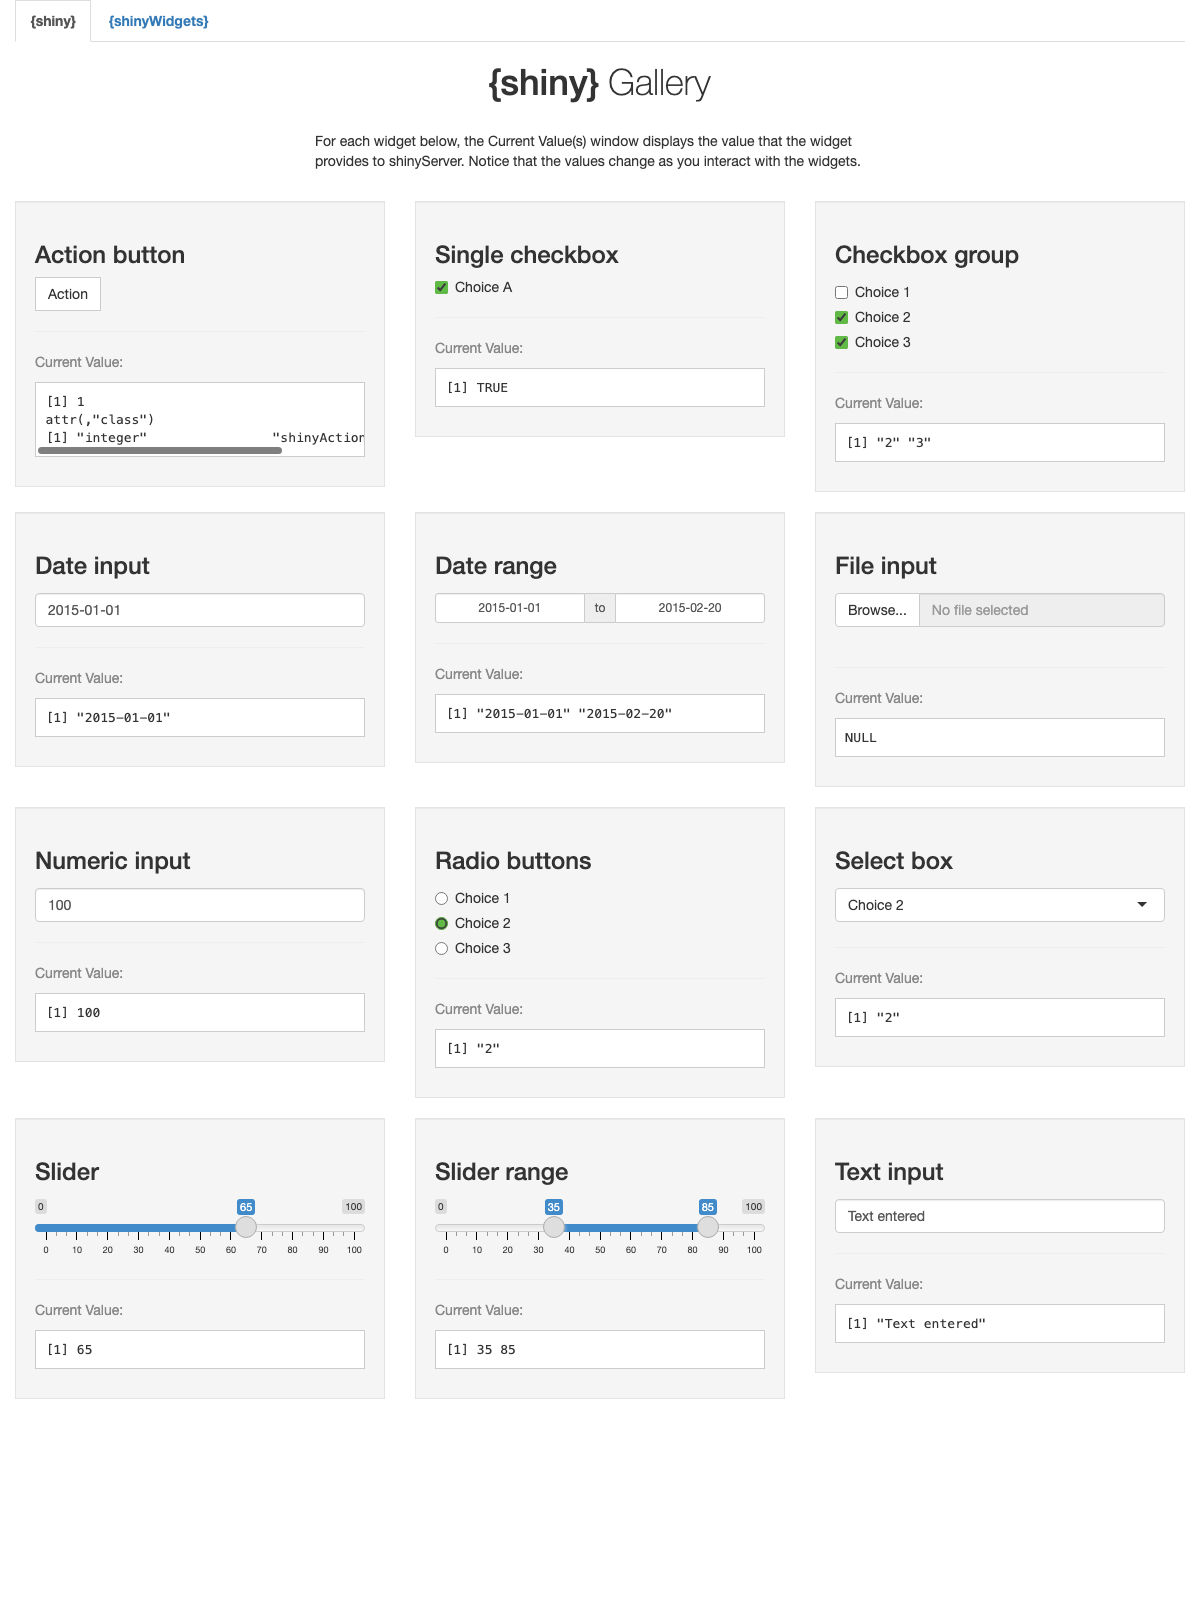 {shiny} {shinyWidgets}
{shiny} Gallery
For each widget below, the Current Value(s) window displays the value that the widget
provides to shinyServer. Notice that the values change as you interact with the widgets.
Action button
Action
Current Value:
[1] 1
attr(,"class")
[1] "integer" "shinyAction
Single checkbox
Choice A
Current Value:
[1] TRUE
Checkbox group
Choice 1
Choice 2
Choice 3
Current Value:
[1] "2" "3"
Date input
2015-01-01
Current Value:
[1] "2015-01-01"
Date range
2015-01-01 to 2015-02-20
Current Value:
[1] "2015-01-01" "2015-02-20"
File input
Browse... No file selected
Current Value:
NULL
Numeric input
100
Current Value:
[1] 100
Radio buttons
Choice 1
Choice 2
Choice 3
Current Value:
[1] "2"
Select box
Choice 2
Current Value:
[1] "2"
Slider
0 65 100
0 10 20 30 40 50 60 70 80 90 100
Current Value:
[1] 65
Slider range
0 35 85 100
0 10 20 30 40 50 60 70 80 90 100
Current Value:
[1] 35 85
Text input
Text entered
Current Value:
[1] "Text entered"